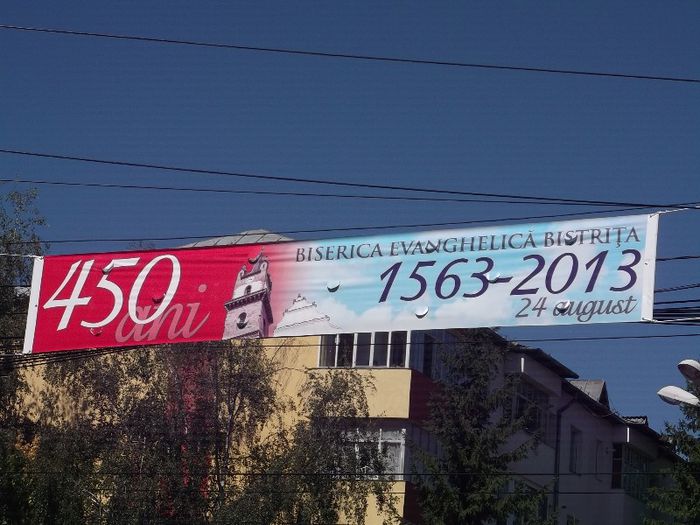 450
ani
BISERICA EVANGHELICĂ BISTRIȚA
1563-2013
24 august